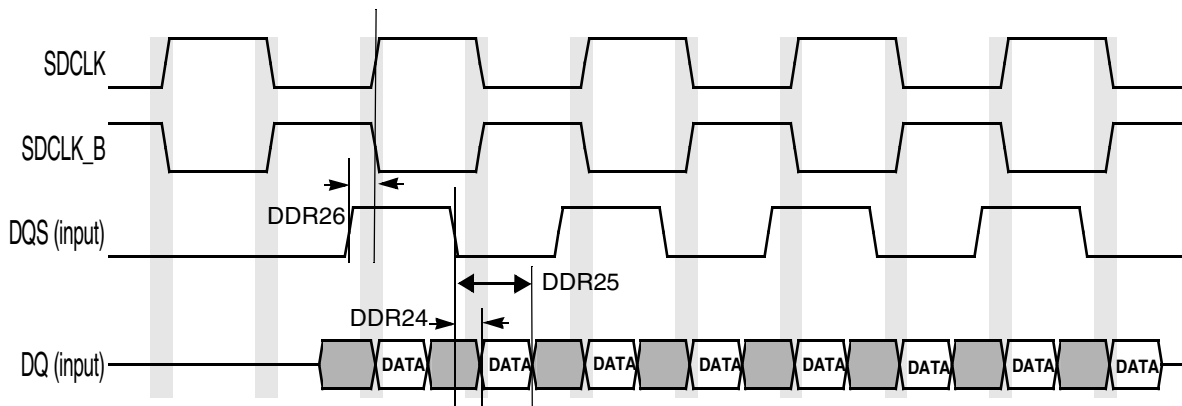 SDCLK
SDCLK_B
DDR26
DQS (input)
DDR25
DDR24
DQ (input)
DATA DATA DATA DATA DATA DATA DATA DATA